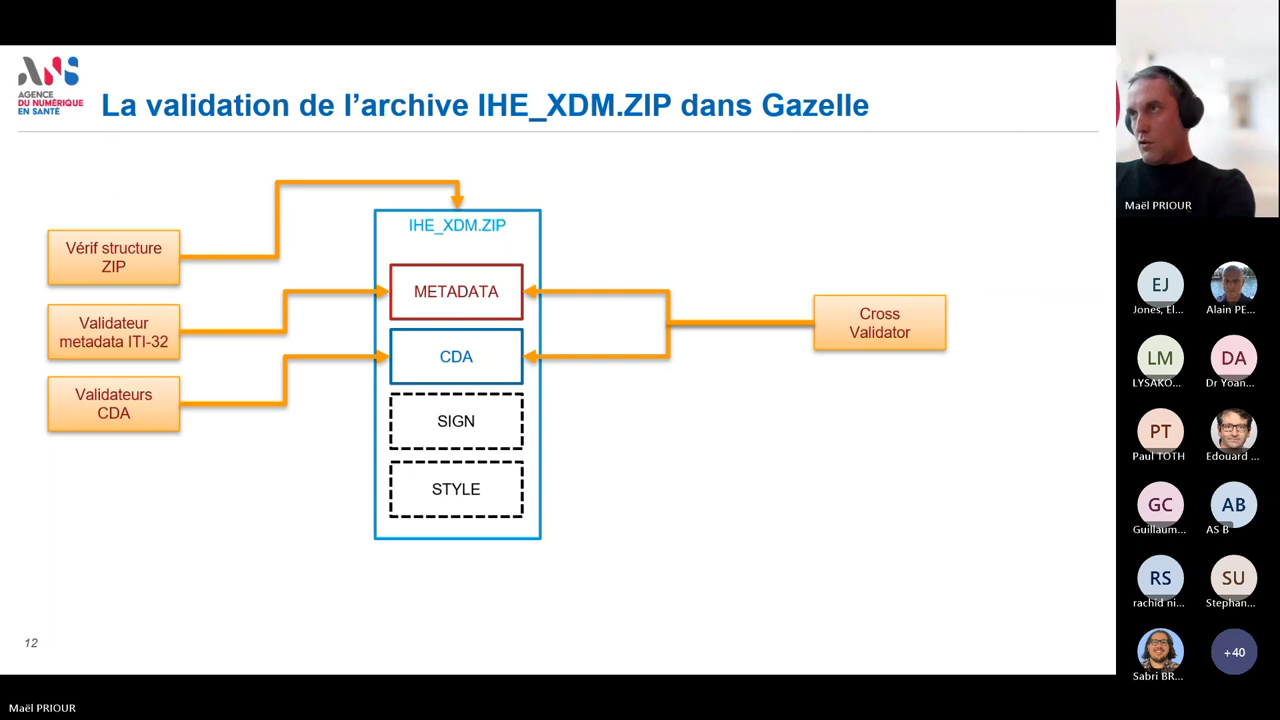 AGENCE
DU NUMÉRIQUE
EN SANTÉ
La validation de l’archive IHE_XDM.ZIP dans Gazelle
IHE_XDM.ZIP
Vérif structure
ZIP
METADATA
Validateur
metadata ITI-32
Cross
Validator
CDA
Validateurs
CDA
SIGN
STYLE
12
Maël PRIOUR
EJ
Jones, El...
Alain PE...
LM
DA
LYSAKO...
Dr Yoan...
PT
Paul TOTH
Edouard ...
GC
AB
Guillaum...
AS B
RS
SU
rachid ni...
Stephan...
Sabri BR...
+40
Maël PRIOUR